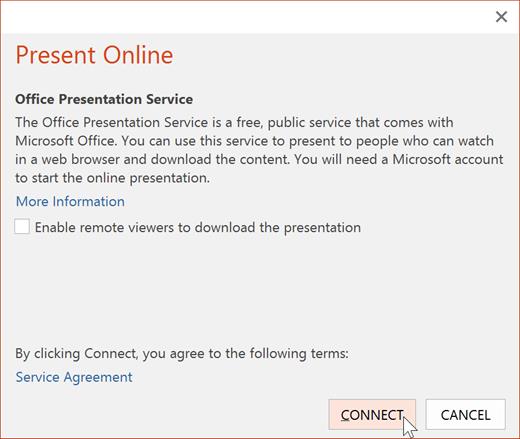 Present Online
Office Presentation Service
The Office Presentation Service is a free, public service that comes with
Microsoft Office. You can use this service to present to people who can watch
in a web browser and download the content. You will need a Microsoft account
to start the online presentation.
More Information
Enable remote viewers to download the presentation
By clicking Connect, you agree to the following terms:
Service Agreement
CONNECT CANCEL